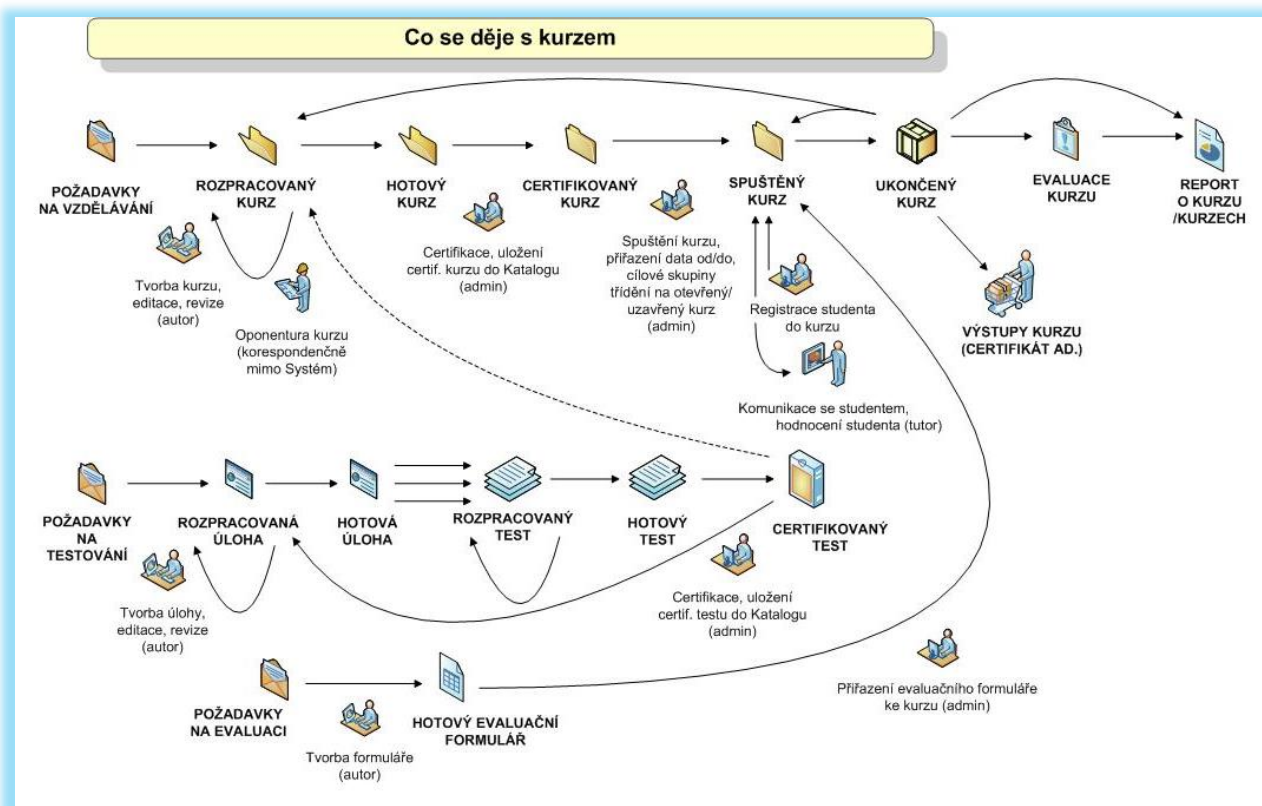 Co se děje s kurzem
POŽADAVKY
NA VZDĚLÁVÁNÍ
ROZPRACOVANÝ
KURZ
HOTOVÝ
KURZ
CERTIFIKOVANÝ
KURZ
SPUŠTĚNÝ
KURZ
UKONČENÝ
KURZ
EVALUACE
KURZU
REPORT
O KURZU
/KURZECH
Tvorba kurzu,
editace, revize
(autor)
Oponentura kurzu
(korespondenčně
mimo Systém)
Certifikace, uložení
certif. kurzu do Katalogu
(admin)
Spuštění kurzu,
přiřazení data od/do,
cílové skupiny
třídění na otevřený/
uzavřený kurz
(admin)
Registrace studenta
do kurzu
VÝSTUPY KURZU
(CERTIFIKÁT AD.)
Komunikace se studentem,
hodnocení studenta (tutor)
POŽADAVKY
NA
TESTOVÁNÍ
ROZPRACOVANÁ
ÚLOHA
HOTOVÁ
ÚLOHA
ROZPRACOVANÝ
TEST
HOTOVÝ
TEST
CERTIFIKOVANÝ
TEST
Tvorba úlohy,
editace, revize
(autor)
Certifikace, uložení
certif. testu do Katalogu
(admin)
POŽADAVKY
NA EVALUACI
HOTOVÝ EVALUAČNÍ
FORMULÁŘ
Tvorba formuláře
(autor)
Přiřazení evaluačního formuláře
ke kurzu (admin)